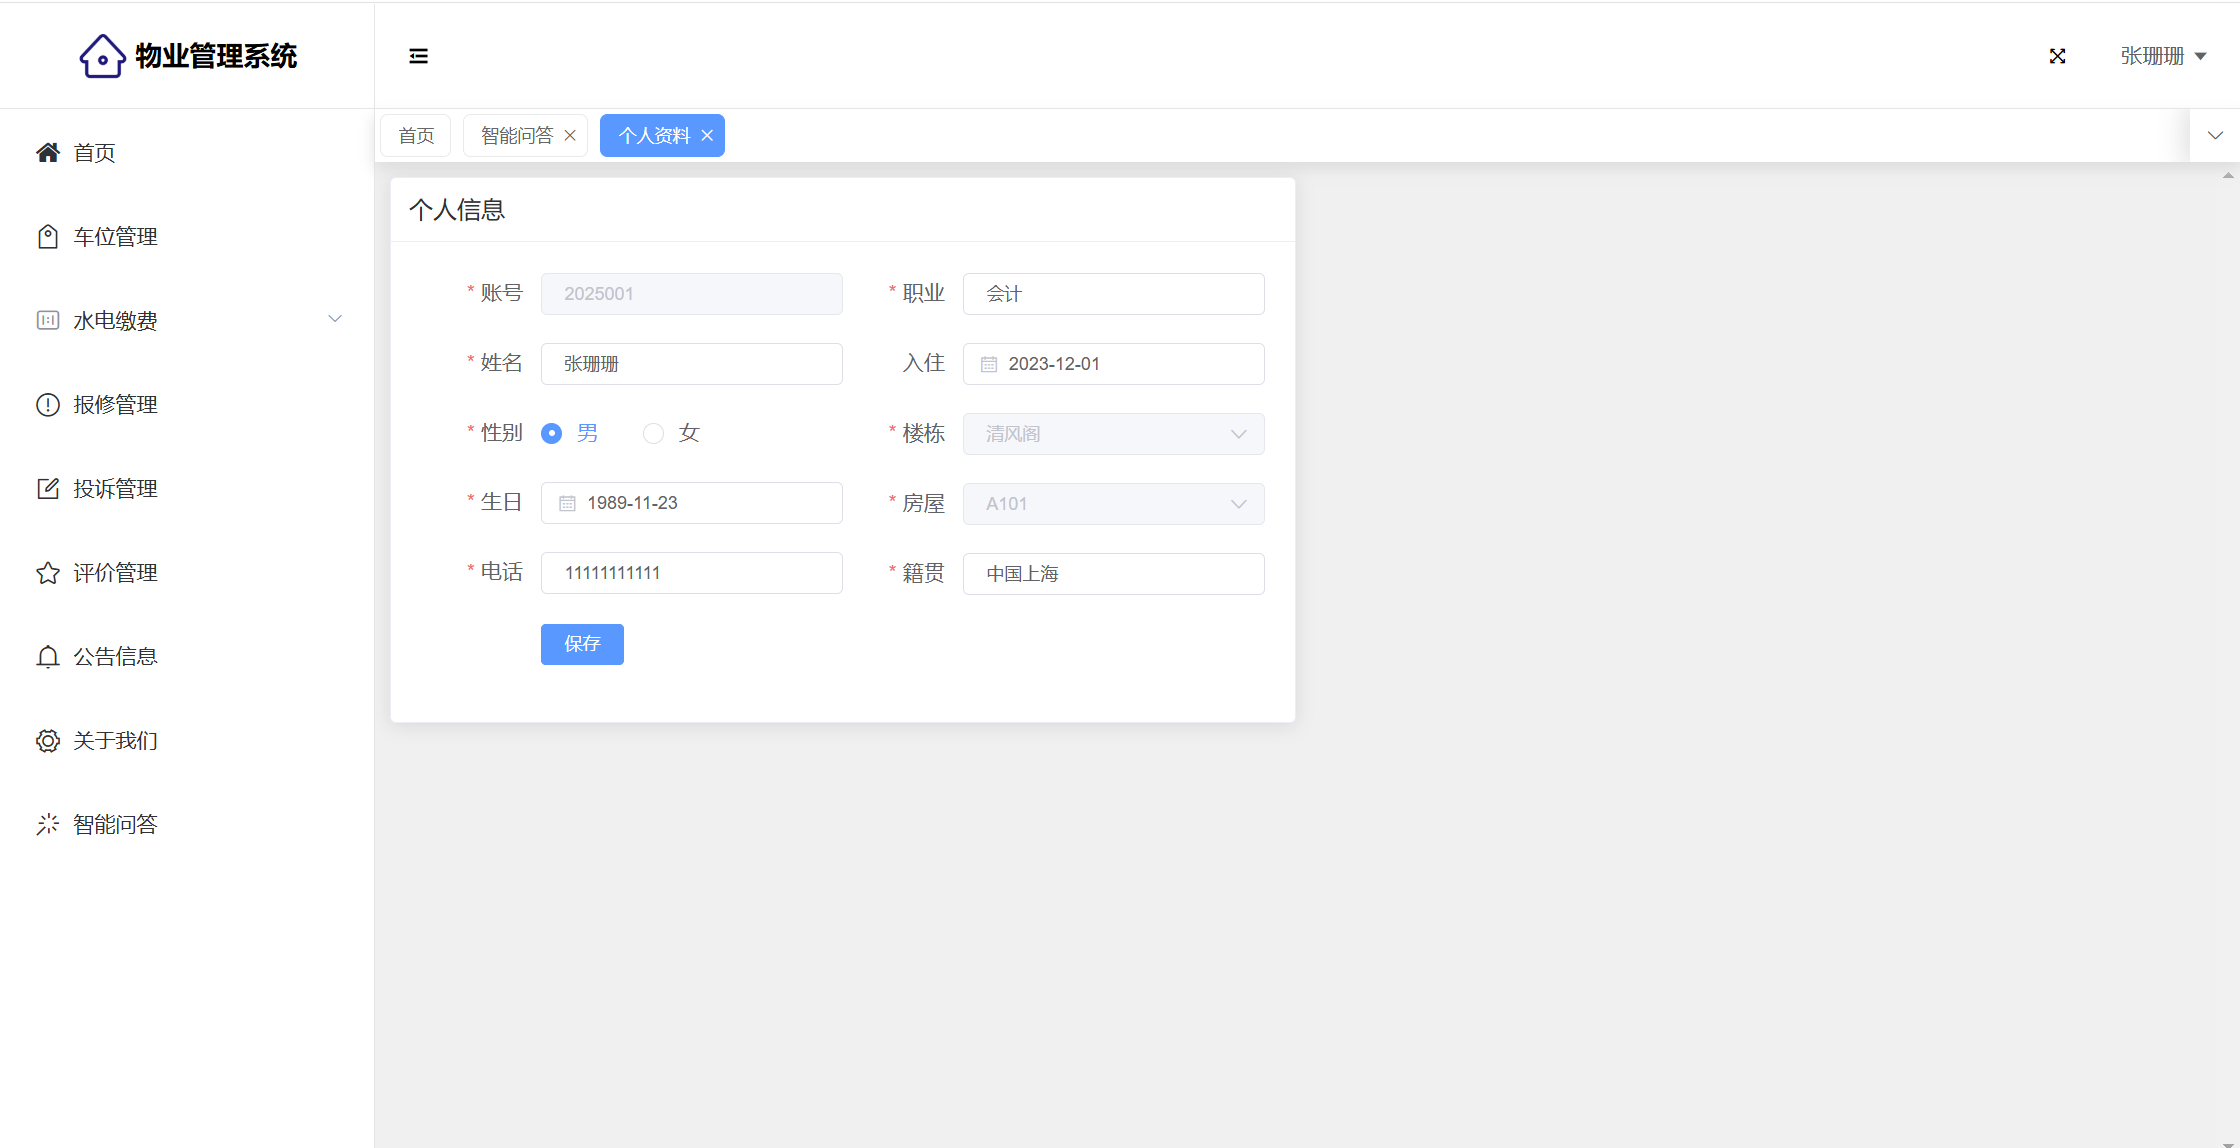 物业管理系统
张珊珊
首页
车位管理
水电缴费
报修管理
投诉管理
评价管理
公告信息
关于我们
智能问答
首页
智能问答
个人资料
个人信息
* 账号 2025001
* 职业 会计
* 姓名 张珊珊
入住 2023-12-01
* 性别 男 女
* 楼栋 清风阁
* 生日 1989-11-23
* 房屋 A101
* 电话 11111111111
* 籍贯 中国上海
保存